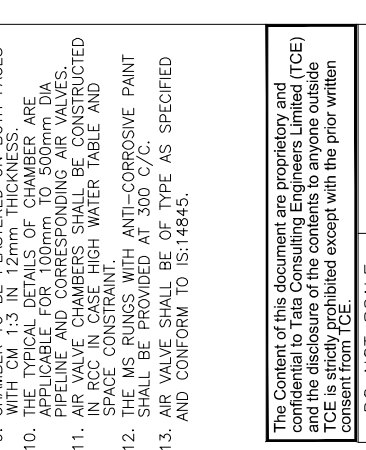 WITH 1:3 IN 12mm THICKNESS.
10. THE TYPICAL DETAILS OF CHAMBER ARE
APPLICABLE FOR 100mm TO 500mm DIA
PIPELINE AND CORRESPONDING AIR VALVES.
11. AIR VALVE CHAMBERS SHALL BE CONSTRUCTED
IN RCC IN CASE HIGH WATER TABLE AND
SPACE CONSTRAINT.
12. THE MS RUNGS WITH ANTI-CORROSIVE PAINT
SHALL BE PROVIDED AT 300 C/C.
13. AIR VALVE SHALL BE OF TYPE AS SPECIFIED
AND CONFORM TO IS:14845.
The Content of this document are proprietory and
confidential to Tata Consulting Engineers Limited (TCE)
and the disclosure of the contents to anyone outside
TCE is strictly prohibited except with the prior written
consent from TCE.